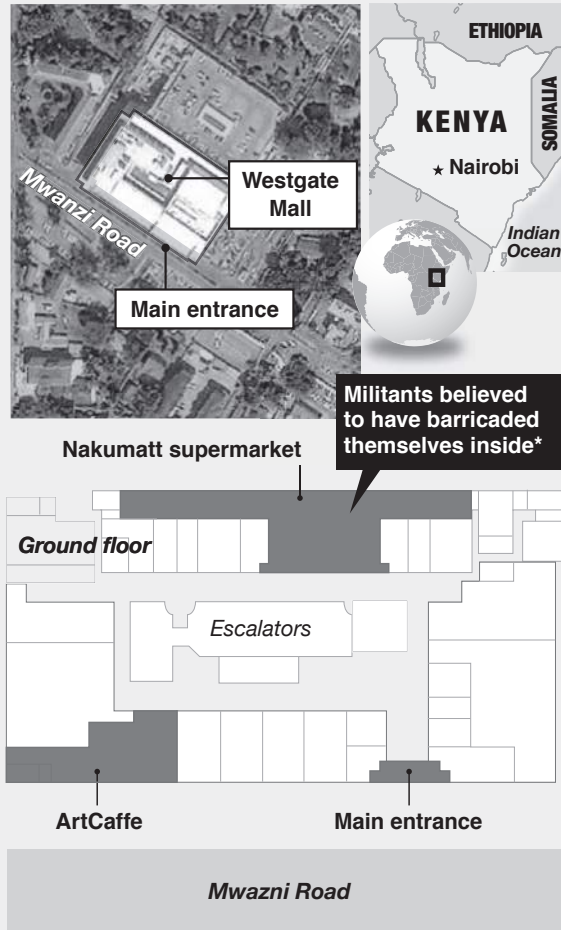 ETHIOPIA
SOMALIA
KENYA
Nairobi
Indian
Ocean
Westgate
Mall
Mwanzi Road
Main entrance
Militants believed
to have barricaded
themselves inside*
Nakumatt supermarket
Ground floor
Escalators
ArtCaffe
Main entrance
Mwazni Road